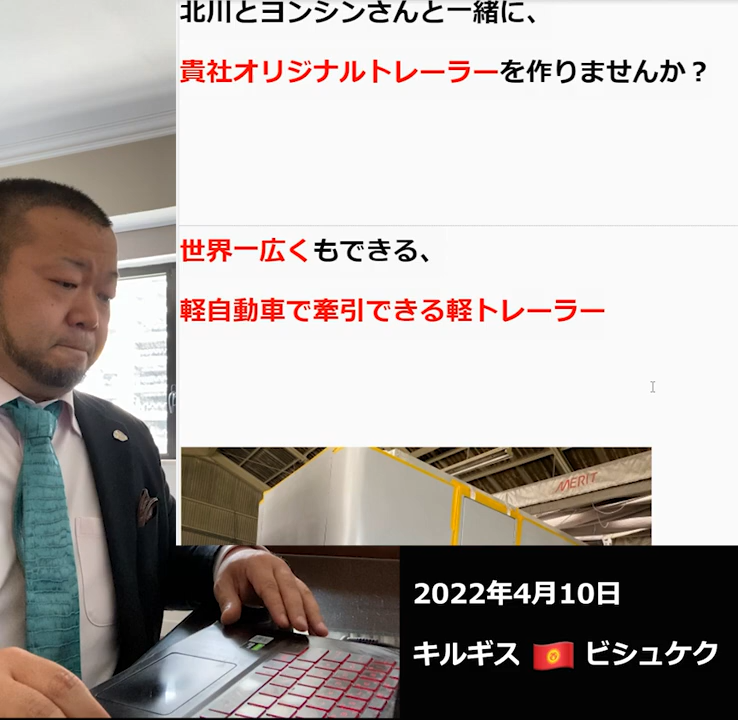 北川とヨンシンさんと一緒に、
貴社オリジナルトレーラーを作りませんか？
世界一広くもできる、
軽自動車で牽引できる軽トレーラー
MERIT
2022年4月10日
キルギス 🇰🇬 ビシュケク